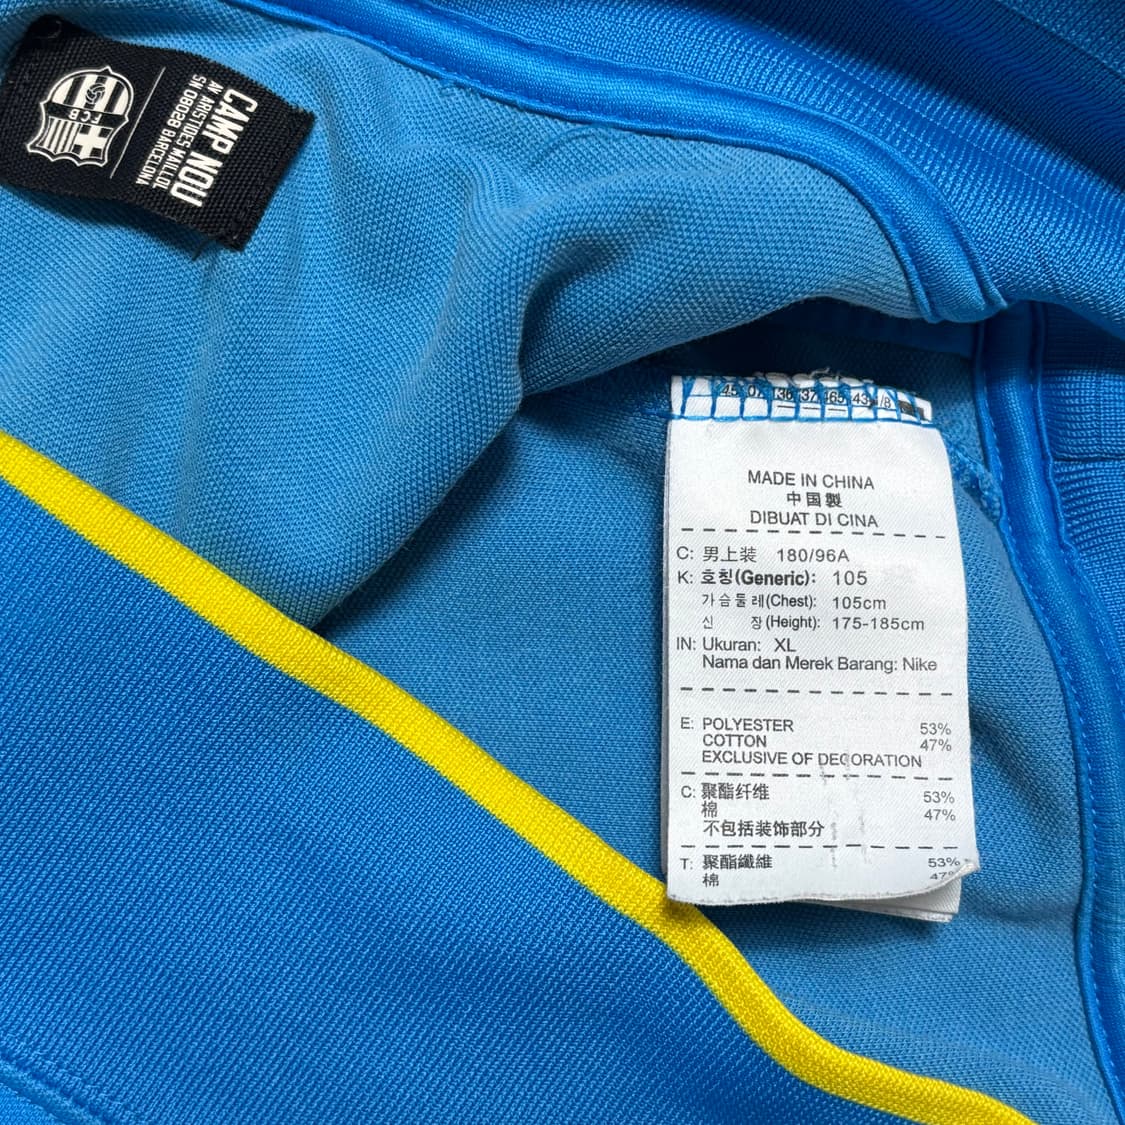 FCB
CAMP NOU
AV ARISTIDES MAILLOL
SN 08028 BARCELONA
MADE IN CHINA
中国製
DIBUAT DI CINA
C: 男上装 180/96A
K: 호칭(Generic): 105
가슴둘레(Chest): 105cm
신 장(Height): 175-185cm
IN: Ukuran: XL
Nama dan Merek Barang: Nike
E: POLYESTER 53%
COTTON 47%
EXCLUSIVE OF DECORATION
C: 聚酯纤维 53%
棉 47%
不包括装饰部分
T: 聚酯纖維 53%
棉